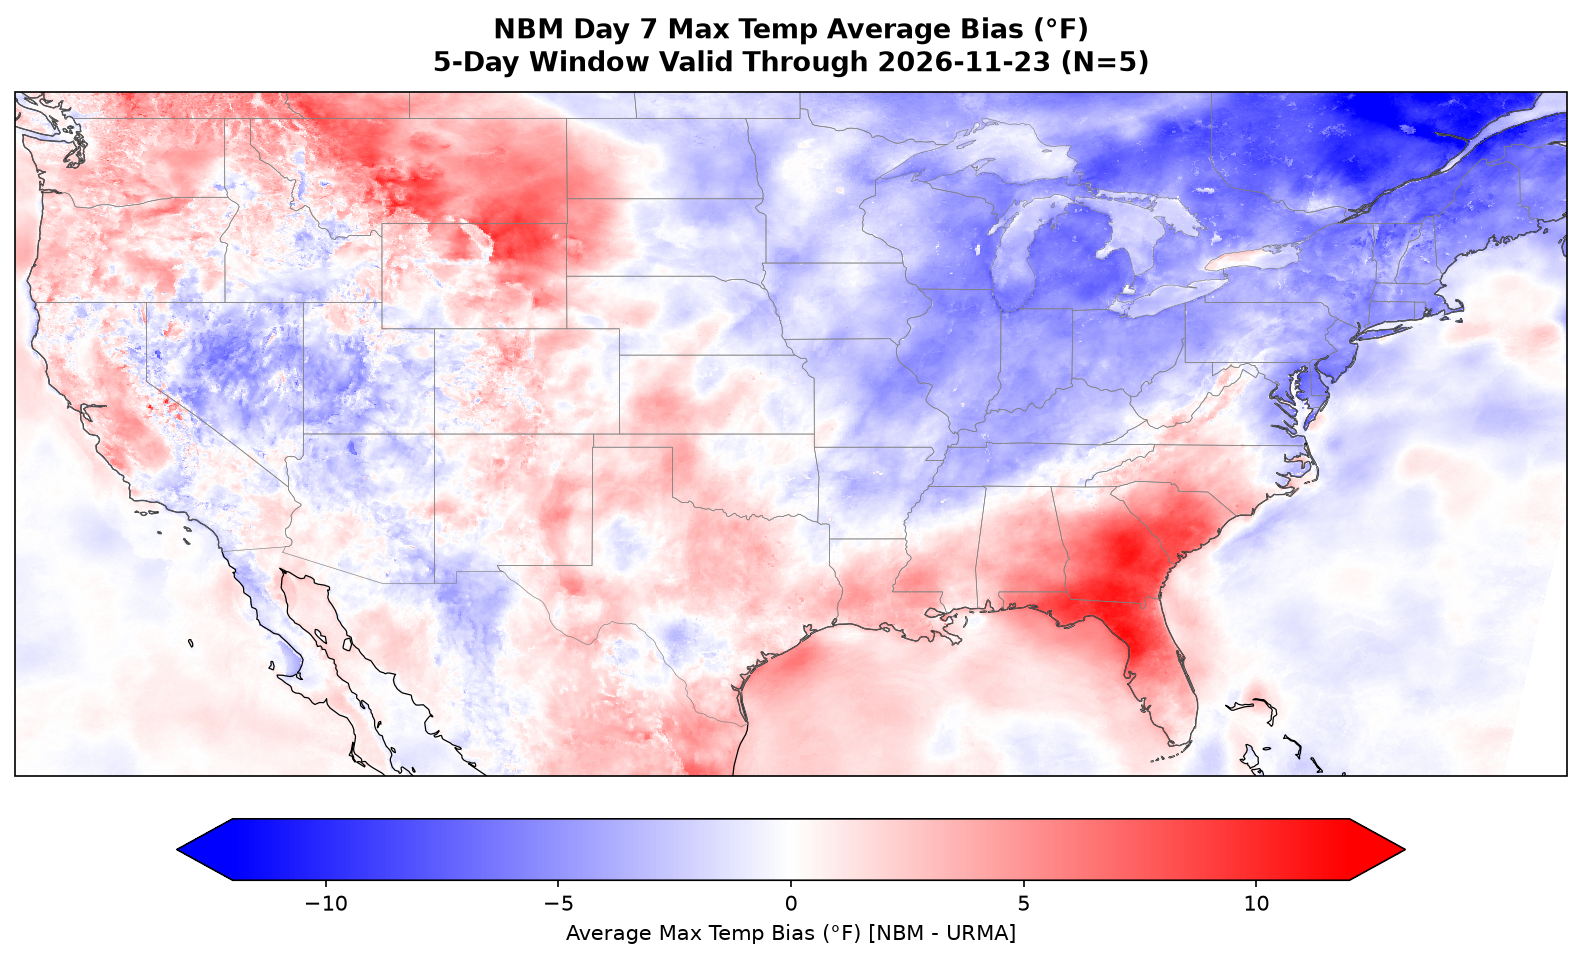 NBM Day 7 Max Temp Average Bias (°F)
5-Day Window Valid Through 2026-11-23 (N=5)
−10 −5 0 5 10
Average Max Temp Bias (°F) [NBM - URMA]